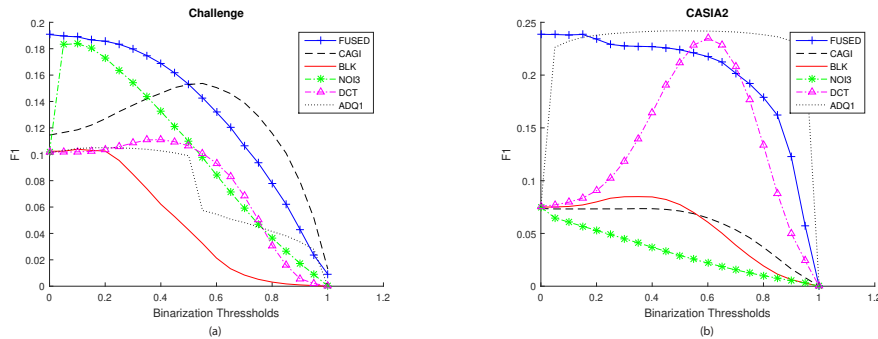 Challenge
0.2
0.18
0.16
0.14
0.12
0.1
0.08
0.06
0.04
0.02
0
F1
0
0.2
0.4
0.6
0.8
1
1.2
Binarization Thressholds
(a)
FUSED
CAGI
BLK
NOI3
DCT
ADQ1
CASIA2
0.25
0.2
0.15
0.1
0.05
0
F1
0
0.2
0.4
0.6
0.8
1
1.2
Binarization Thressholds
(b)
FUSED
CAGI
BLK
NOI3
DCT
ADQ1